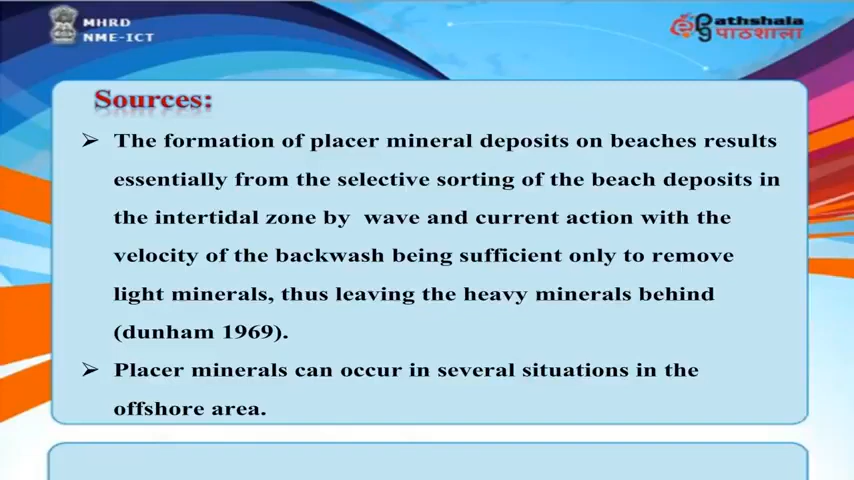 MHRD
NME-ICT
Pathshala
पाठशाला
Sources:
➢ The formation of placer mineral deposits on beaches results
essentially from the selective sorting of the beach deposits in
the intertidal zone by wave and current action with the
velocity of the backwash being sufficient only to remove
light minerals, thus leaving the heavy minerals behind
(dunham 1969).
➢ Placer minerals can occur in several situations in the
offshore area.